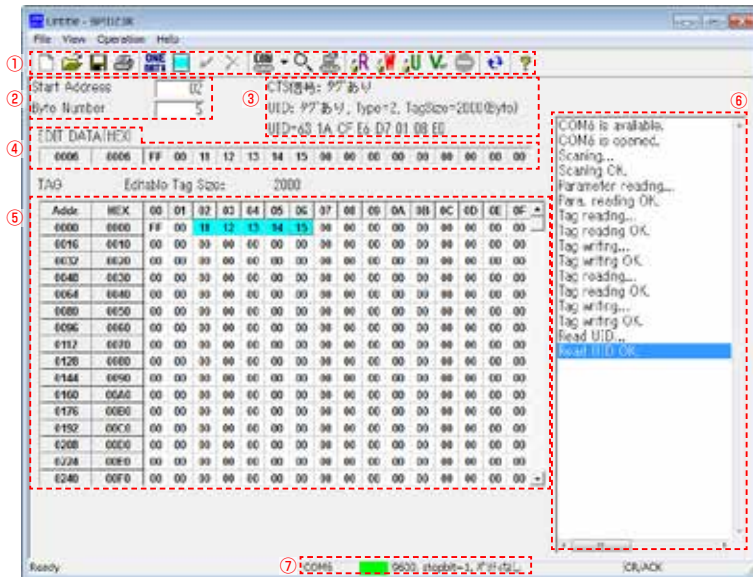 Untitle - BPI023R
File View Operation Help
①
ONE DATA COM R W U V ?
②
Start Address 02
Byte Number 5
③
CTS信号: タグあり
UID: タグあり, Type=2, TagSize=2000(Byte)
UID=63 1A CF E6 D7 01 08 E0
EDIT DATA(HEX)
④
0006 0006 FF 00 11 12 13 14 15 00 00 00 00 00 00 00 00 00
TAG Editable Tag Size: 2000
⑤
Addr. HEX 00 01 02 03 04 05 06 07 08 09 0A 0B 0C 0D 0E 0F
0000 0000 FF 00 11 12 13 14 15 00 00 00 00 00 00 00 00 00
0016 0010 00 00 00 00 00 00 00 00 00 00 00 00 00 00 00 00
0032 0020 00 00 00 00 00 00 00 00 00 00 00 00 00 00 00 00
0048 0030 00 00 00 00 00 00 00 00 00 00 00 00 00 00 00 00
0064 0040 00 00 00 00 00 00 00 00 00 00 00 00 00 00 00 00
0080 0050 00 00 00 00 00 00 00 00 00 00 00 00 00 00 00 00
0096 0060 00 00 00 00 00 00 00 00 00 00 00 00 00 00 00 00
0112 0070 00 00 00 00 00 00 00 00 00 00 00 00 00 00 00 00
0128 0080 00 00 00 00 00 00 00 00 00 00 00 00 00 00 00 00
0144 0090 00 00 00 00 00 00 00 00 00 00 00 00 00 00 00 00
0160 00A0 00 00 00 00 00 00 00 00 00 00 00 00 00 00 00 00
0176 00B0 00 00 00 00 00 00 00 00 00 00 00 00 00 00 00 00
0192 00C0 00 00 00 00 00 00 00 00 00 00 00 00 00 00 00 00
0208 00D0 00 00 00 00 00 00 00 00 00 00 00 00 00 00 00 00
0224 00E0 00 00 00 00 00 00 00 00 00 00 00 00 00 00 00 00
0240 00F0 00 00 00 00 00 00 00 00 00 00 00 00 00 00 00 00
⑥
COM6 is available.
COM6 is opened.
Scaning...
Scaning OK.
Parameter reading...
Para. reading OK.
Tag reading...
Tag reading OK.
Tag writing...
Tag writing OK.
Tag reading...
Tag reading OK.
Tag writing...
Tag writing OK.
Read UID...
Read UID OK.
Ready
⑦
COM6 9600, stopbit=1, パリティなし
CR/ACK